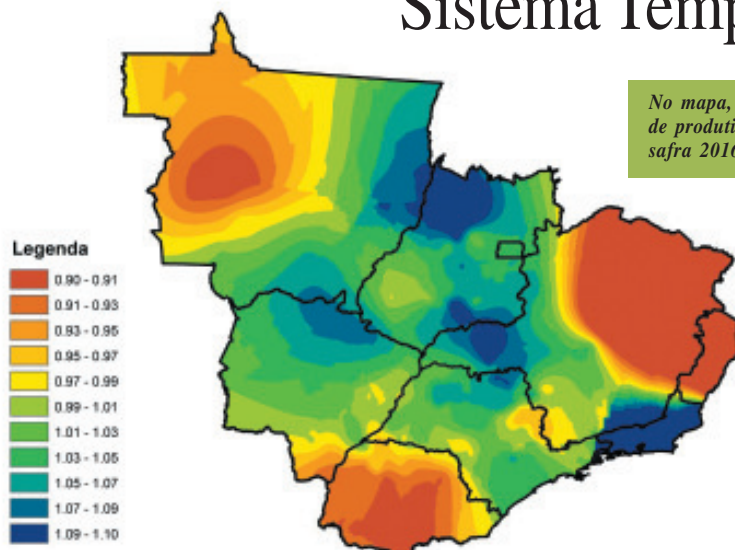 Sistema Temp
No mapa,
de produti
safra 2016
Legenda
0.90 - 0.91
0.91 - 0.93
0.93 - 0.95
0.95 - 0.97
0.97 - 0.99
0.99 - 1.01
1.01 - 1.03
1.03 - 1.05
1.05 - 1.07
1.07 - 1.09
1.09 - 1.10